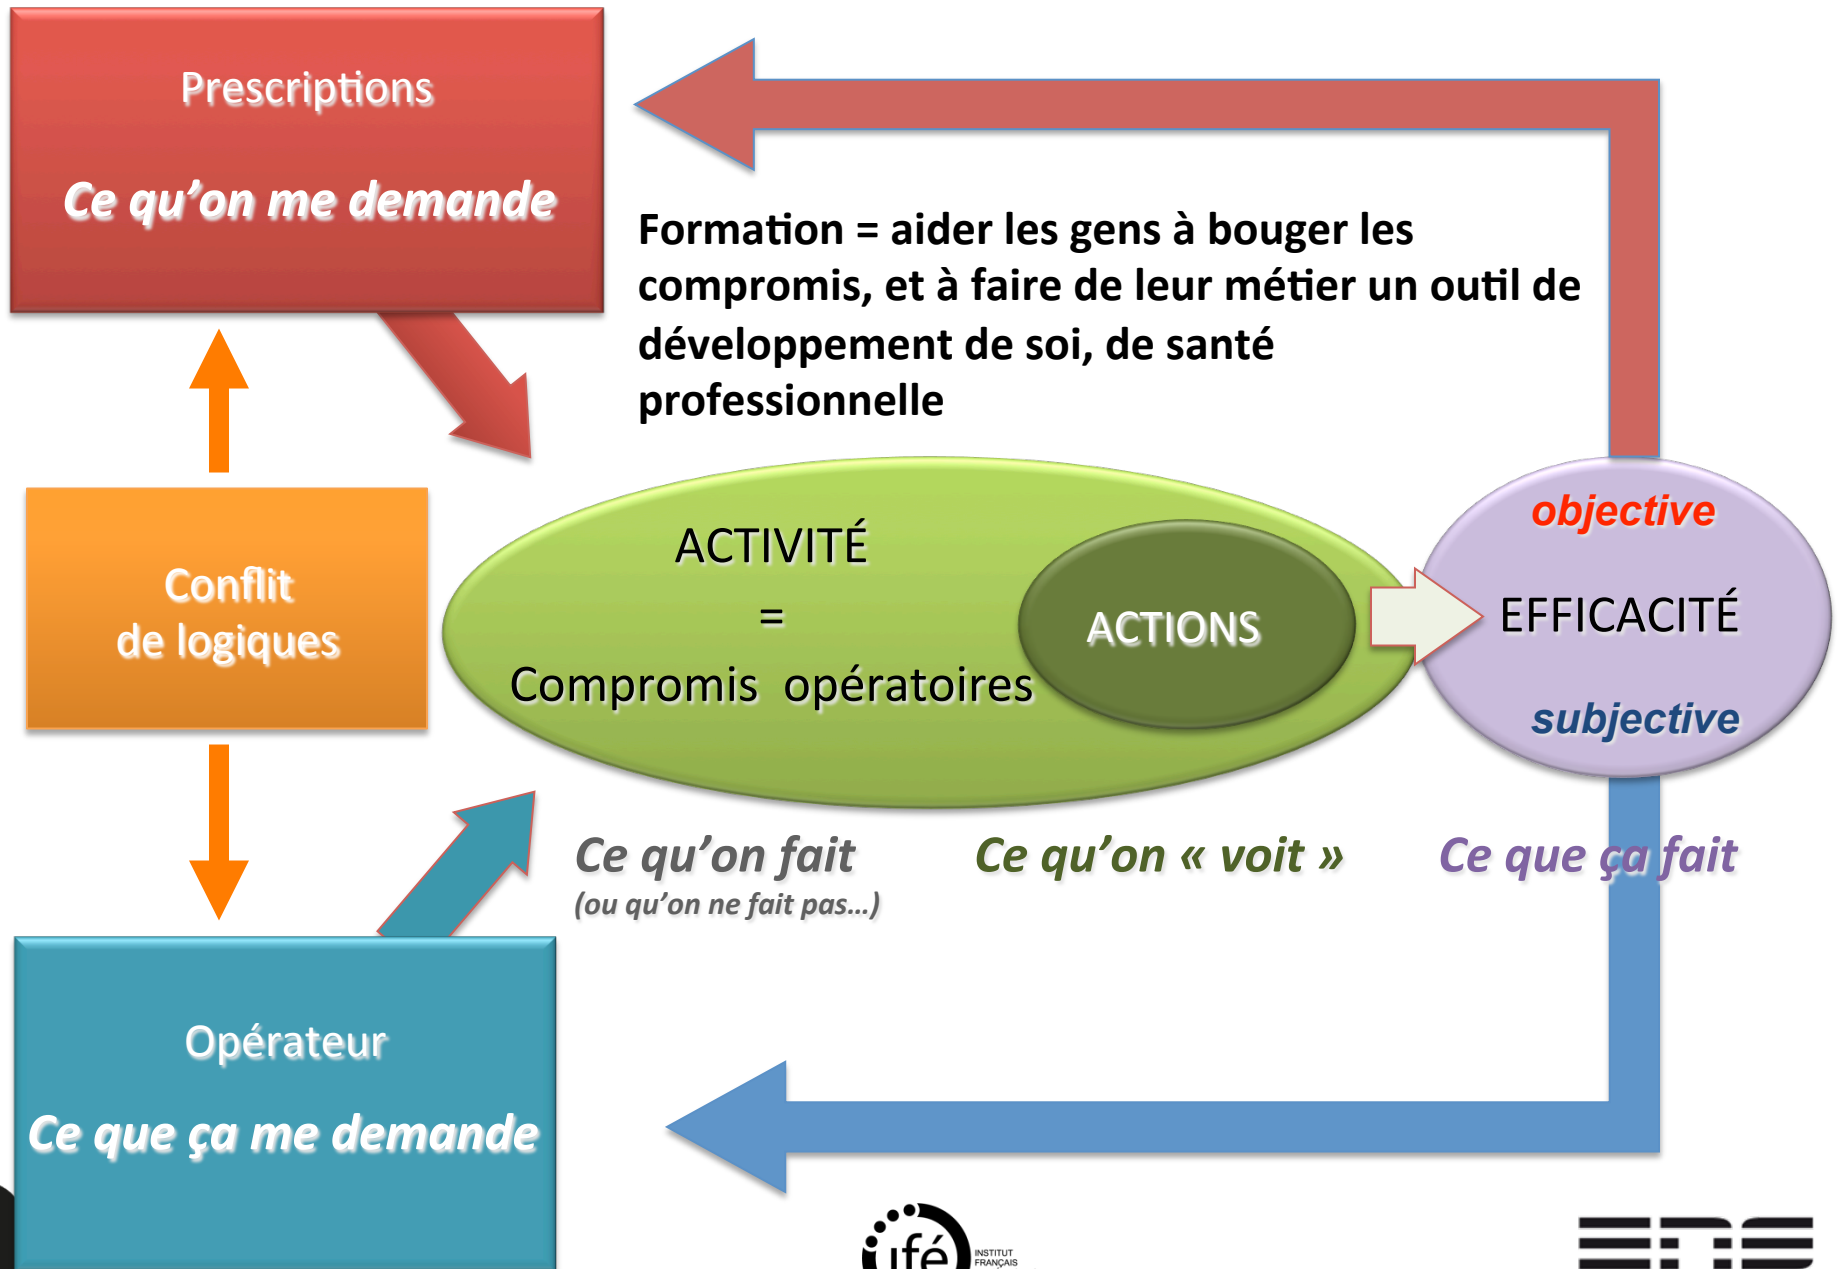 Prescriptions
Ce qu’on me demande
Formation = aider les gens à bouger les
compromis, et à faire de leur métier un outil de
développement de soi, de santé
professionnelle
Conflit
de logiques
ACTIVITÉ
=
Compromis opératoires
ACTIONS
objective
EFFICACITÉ
subjective
Ce qu’on fait
(ou qu’on ne fait pas…)
Ce qu’on « voit »
Ce que ça fait
Opérateur
Ce que ça me demande
ifé
INSTITUT
FRANÇAIS
ENS